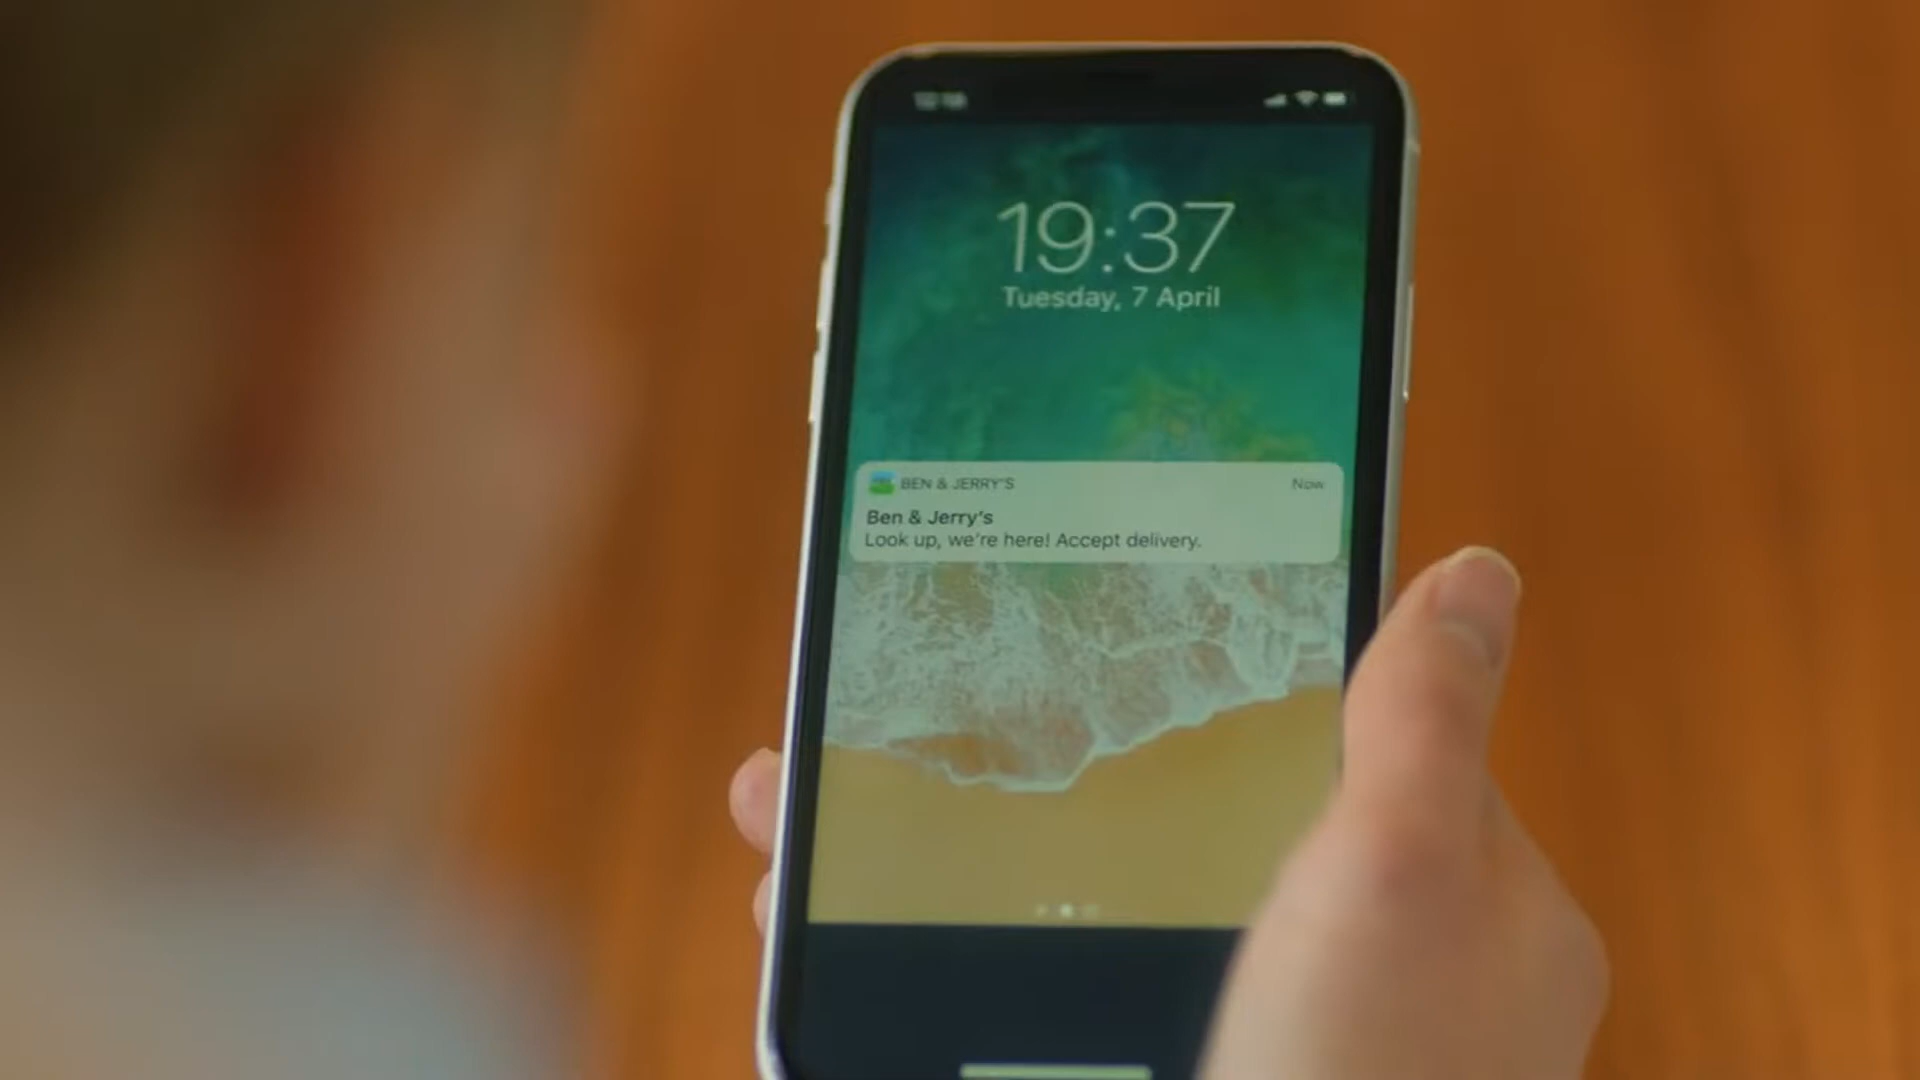 19:37
Tuesday, 7 April
BEN & JERRY'S Now
Ben & Jerry's
Look up, we're here! Accept delivery.